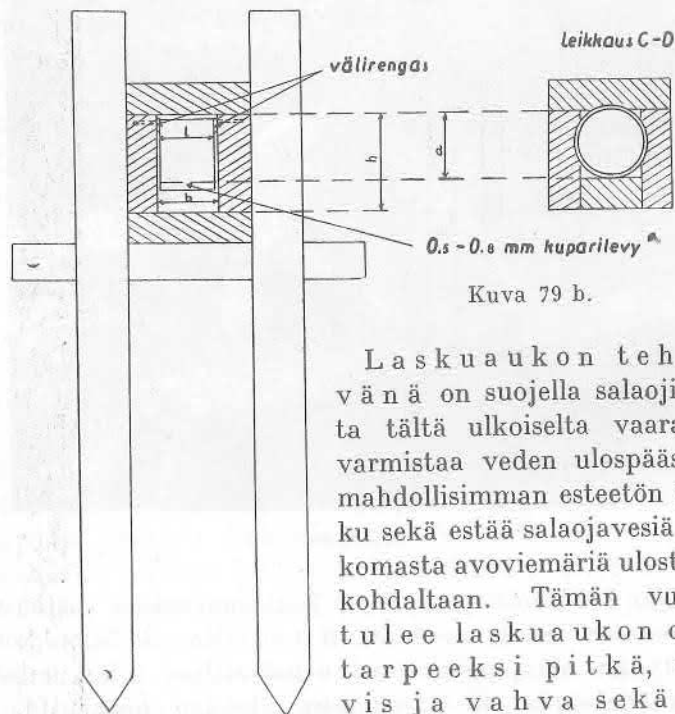 leikkaus C-D
välirengas
l
h
d
b
0.5 - 0.8 mm kuparilevy
Kuva 79 b.
Laskuaukon teh
vänä on suojella salaoji
ta tältä ulkoiselta vaara
varmistaa veden ulospääs
mahdollisimman esteetön
ku sekä estää salaojavesiä
komasta avoviemäriä ulost
kohdaltaan. Tämän vu
tulee laskuaukon o
tarpeeksi pitkä,
vis ja vahva sekä